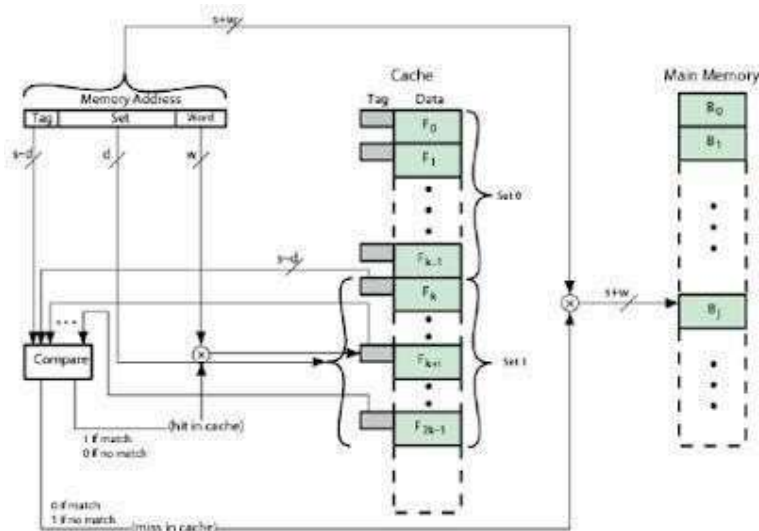 s+w
Cache
Main Memory
Memory Address
Tag Data
Tag Set Word
F0
B0
F1
B1
s–d
d
w
Set 0
s–d
Fk–1
Fk
s+w
Bj
Compare
Fk+i
Set 1
(hit in cache)
F2k–1
1 if match
0 if no match
0 if match
1 if no match
(miss in cache)